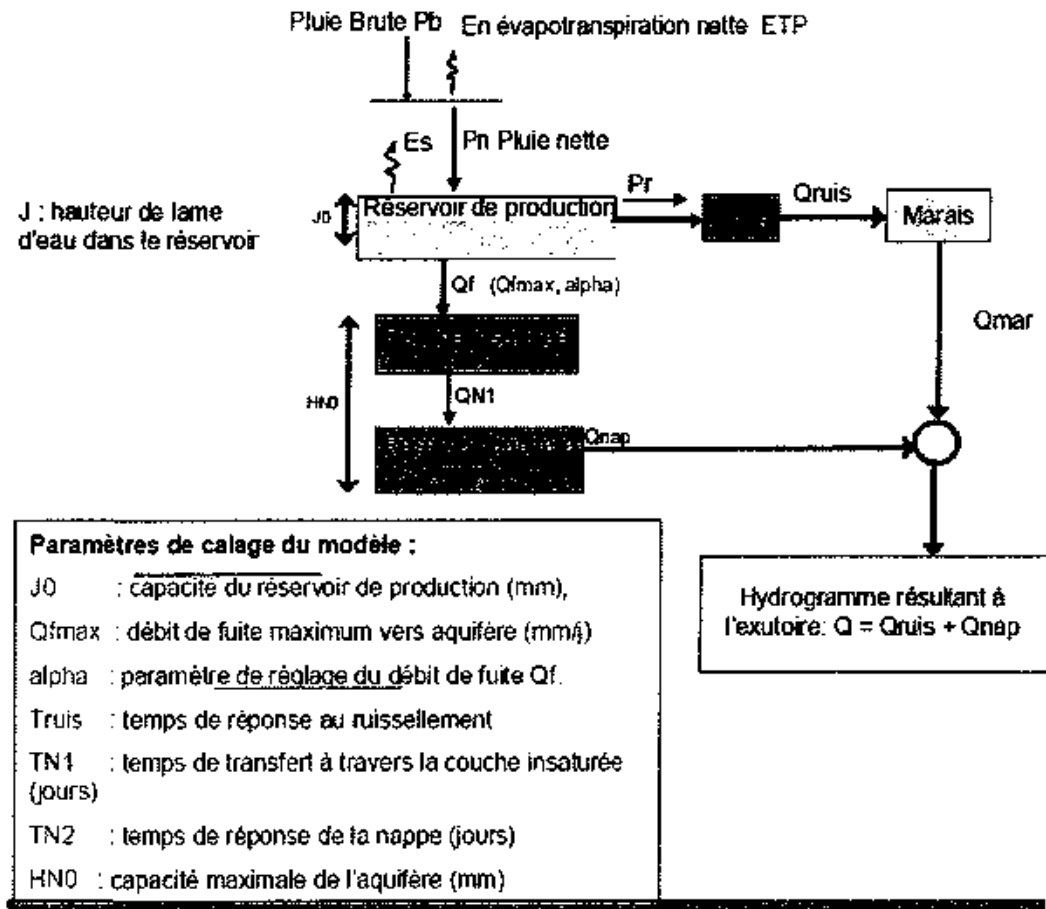 Pluie Brute Pb
En évapotranspiration nette ETP
Es
Pn Pluie nette
Pr
J : hauteur de lame
d'eau dans le réservoir
J0
Réservoir de production
Qruis
Marais
Qf (Qfmax, alpha)
Qmar
HN0
QN1
Qnap
Paramètres de calage du modèle :
J0 : capacité du réservoir de production (mm),
Qfmax : débit de fuite maximum vers aquifère (mm/j)
alpha : paramètre de réglage du débit de fuite Qf.
Truis : temps de réponse au ruissellement
TN1 : temps de transfert à travers la couche insaturée
(jours)
TN2 : temps de réponse de la nappe (jours)
HN0 : capacité maximale de l'aquifère (mm)
Hydrogramme résultant à
l'exutoire: Q = Qruis + Qnap